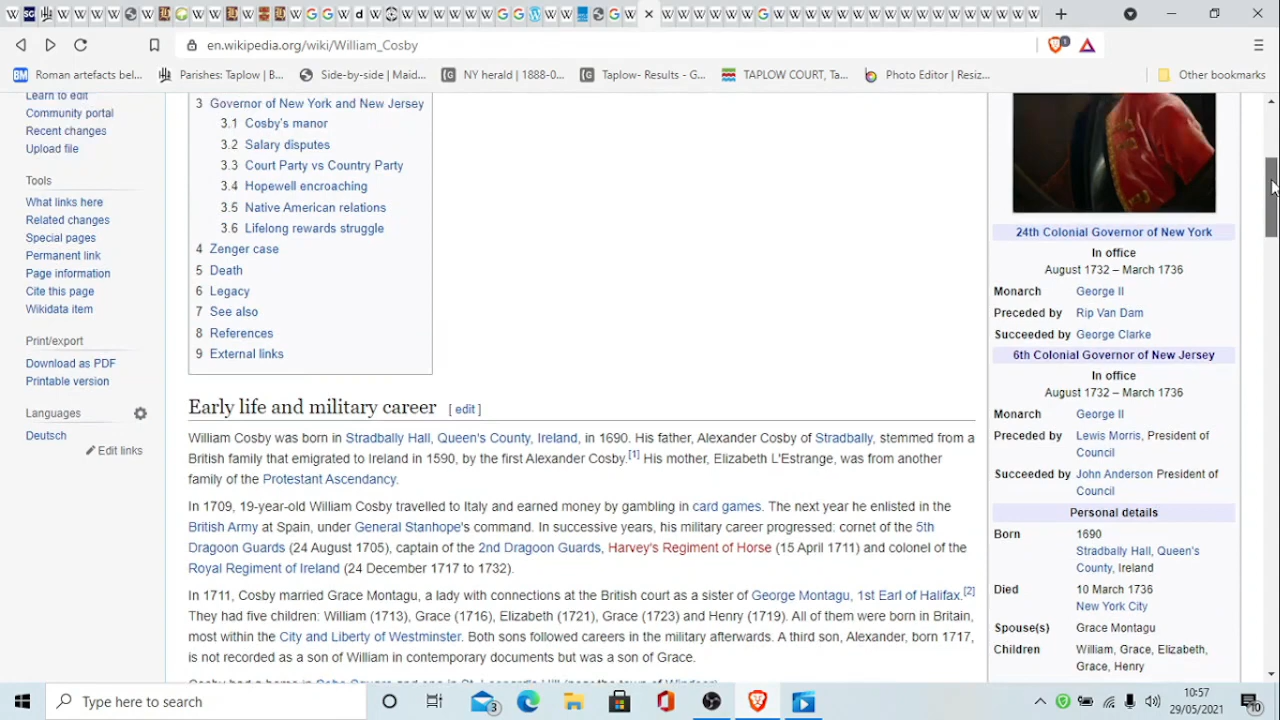 en.wikipedia.org/wiki/William_Cosby
1
Roman artefacts bel...
Parishes: Taplow | B...
Side-by-side | Maid...
NY herald | 1888-0...
Taplow- Results - G...
TAPLOW COURT, Ta...
Photo Editor | Resiz...
Other bookmarks
Learn to edit
Community portal
Recent changes
Upload file
Tools
What links here
Related changes
Special pages
Permanent link
Page information
Cite this page
Wikidata item
Print/export
Download as PDF
Printable version
Languages
Deutsch
Edit links
3 Governor of New York and New Jersey
3.1 Cosby's manor
3.2 Salary disputes
3.3 Court Party vs Country Party
3.4 Hopewell encroaching
3.5 Native American relations
3.6 Lifelong rewards struggle
4 Zenger case
5 Death
6 Legacy
7 See also
8 References
9 External links
Early life and military career [ edit ]
William Cosby was born in Stradbally Hall, Queen's County, Ireland, in 1690. His father, Alexander Cosby of Stradbally, stemmed from a
British family that emigrated to Ireland in 1590, by the first Alexander Cosby.[1] His mother, Elizabeth L'Estrange, was from another
family of the Protestant Ascendancy.
In 1709, 19-year-old William Cosby travelled to Italy and earned money by gambling in card games. The next year he enlisted in the
British Army at Spain, under General Stanhope's command. In successive years, his military career progressed: cornet of the 5th
Dragoon Guards (24 August 1705), captain of the 2nd Dragoon Guards, Harvey's Regiment of Horse (15 April 1711) and colonel of the
Royal Regiment of Ireland (24 December 1717 to 1732).
In 1711, Cosby married Grace Montagu, a lady with connections at the British court as a sister of George Montagu, 1st Earl of Halifax.[2]
They had five children: William (1713), Grace (1716), Elizabeth (1721), Grace (1723) and Henry (1719). All of them were born in Britain,
most within the City and Liberty of Westminster. Both sons followed careers in the military afterwards. A third son, Alexander, born 1717,
is not recorded as a son of William in contemporary documents but was a son of Grace.
24th Colonial Governor of New York
In office
August 1732 – March 1736
Monarch George II
Preceded by Rip Van Dam
Succeeded by George Clarke
6th Colonial Governor of New Jersey
In office
August 1732 – March 1736
Monarch George II
Preceded by Lewis Morris, President of
Council
Succeeded by John Anderson President of
Council
Personal details
Born 1690
Stradbally Hall, Queen's
County, Ireland
Died 10 March 1736
New York City
Spouse(s) Grace Montagu
Children William, Grace, Elizabeth,
Grace, Henry
Type here to search
3
10:57
29/05/2021
10